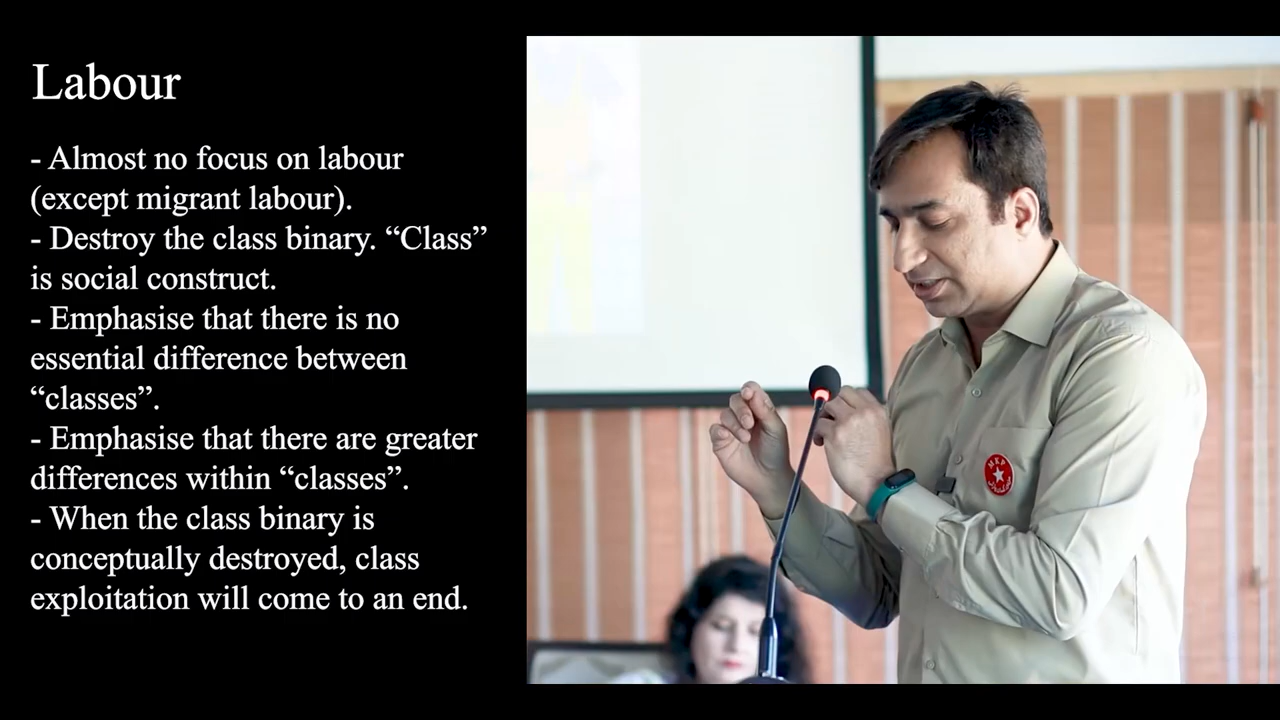 Labour
- Almost no focus on labour
(except migrant labour).
- Destroy the class binary. “Class”
is social construct.
- Emphasise that there is no
essential difference between
“classes”.
- Emphasise that there are greater
differences within “classes”.
- When the class binary is
conceptually destroyed, class
exploitation will come to an end.
MKP